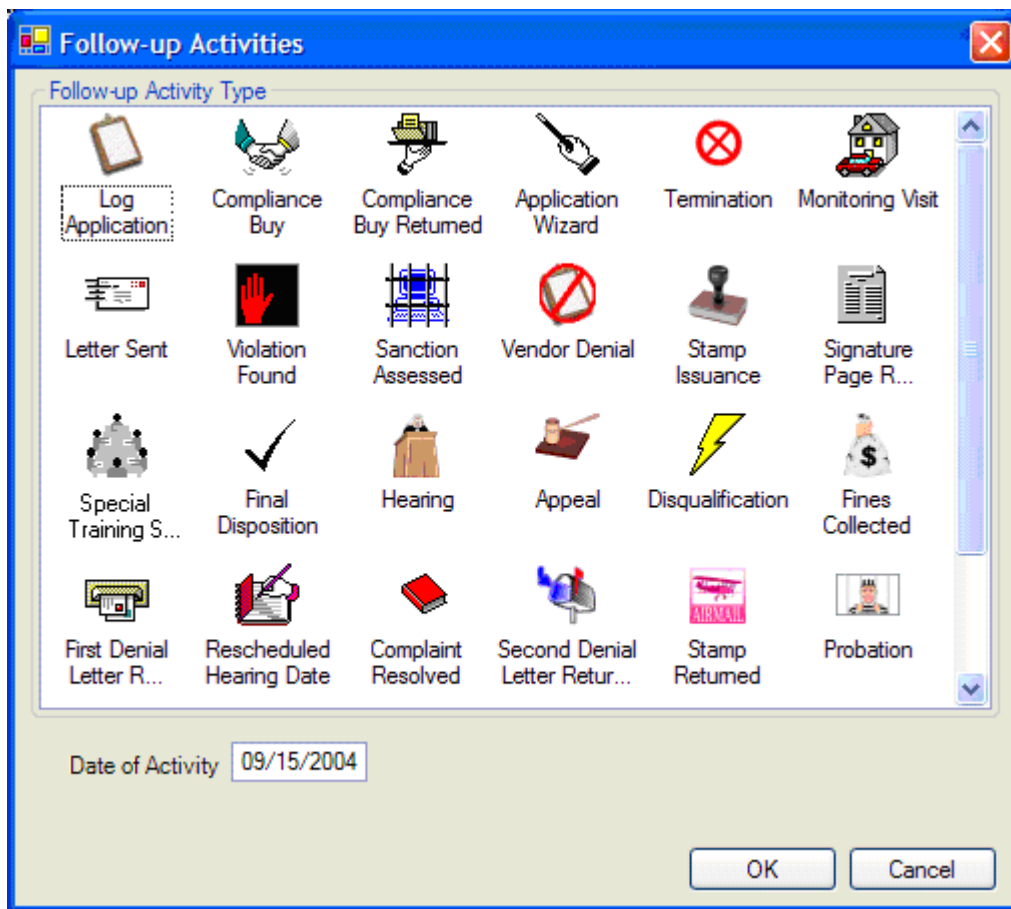 Follow-up Activities
Follow-up Activity Type
Log
Application
Compliance
Buy
Compliance
Buy Returned
Application
Wizard
Termination
Monitoring Visit
Letter Sent
Violation
Found
Sanction
Assessed
Vendor Denial
Stamp
Issuance
Signature
Page R...
Special
Training S...
Final
Disposition
Hearing
Appeal
Disqualification
$
Fines
Collected
First Denial
Letter R...
Rescheduled
Hearing Date
Complaint
Resolved
Second Denial
Letter Retur...
AIRMAIL
Stamp
Returned
Probation
Date of Activity 09/15/2004
OK Cancel